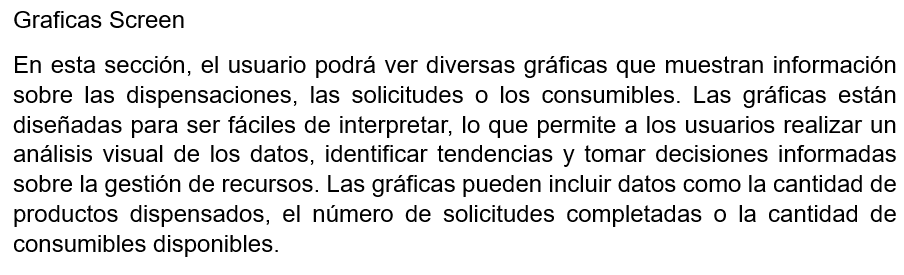 Graficas Screen
En esta sección, el usuario podrá ver diversas gráficas que muestran información
sobre las dispensaciones, las solicitudes o los consumibles. Las gráficas están
diseñadas para ser fáciles de interpretar, lo que permite a los usuarios realizar un
análisis visual de los datos, identificar tendencias y tomar decisiones informadas
sobre la gestión de recursos. Las gráficas pueden incluir datos como la cantidad de
productos dispensados, el número de solicitudes completadas o la cantidad de
consumibles disponibles.